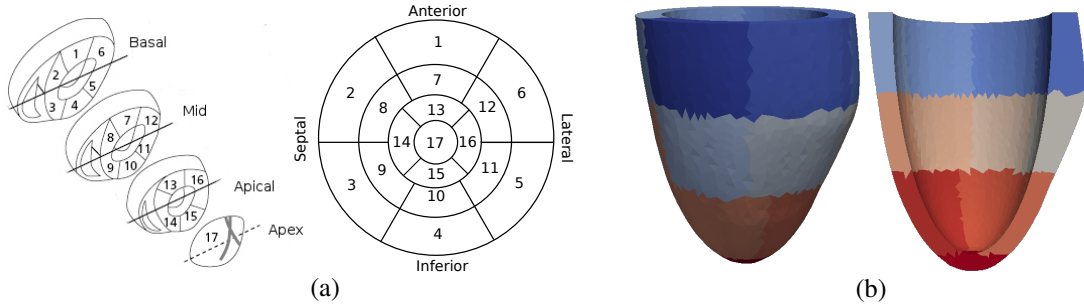 1 6
Basal
2
5
3 4
Mid
7 12
8
11
9 10
13 16
Apical
14 15
17
Apex
Anterior
1
2 7 6
8 13 12
Septal 14 17 16 Lateral
9 15 11
3 10 5
4
Inferior
(a)
(b)